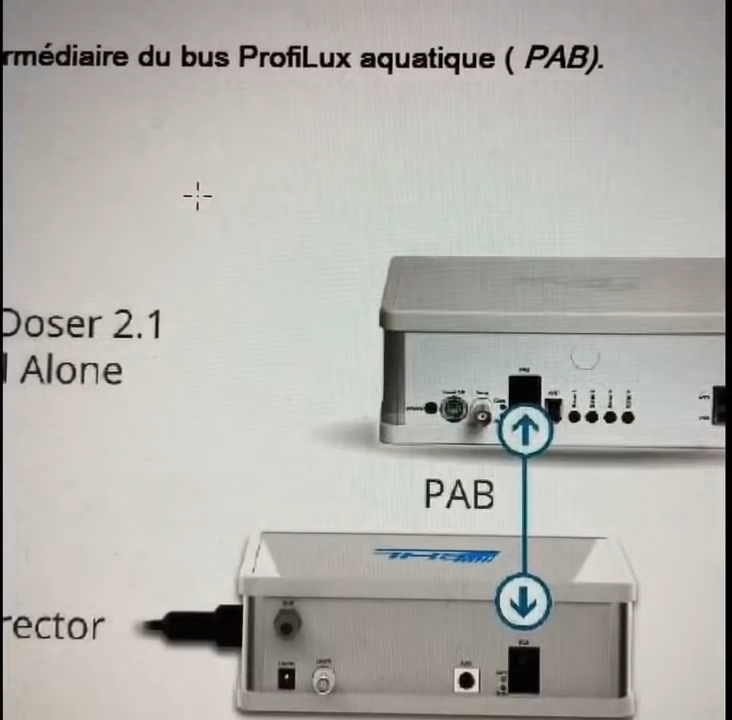 rmédiaire du bus ProfiLux aquatique ( PAB).
Doser 2.1
Alone
PAB
rector